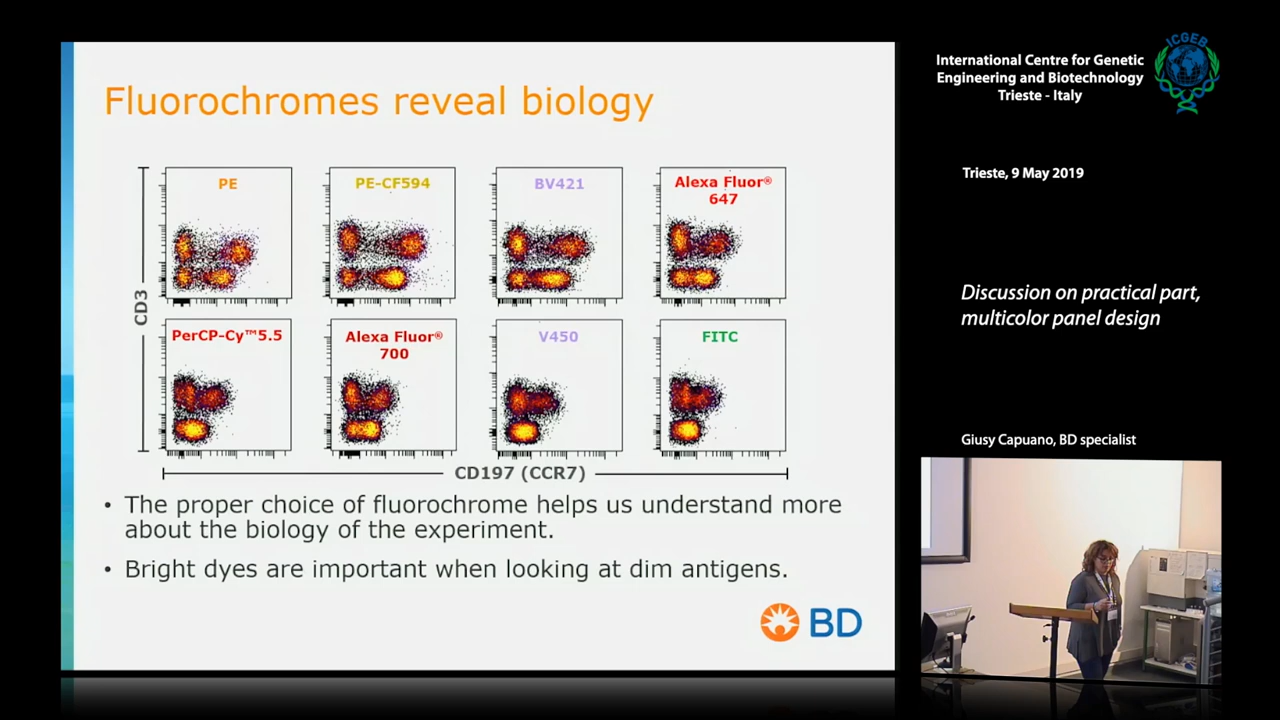 Fluorochromes reveal biology
PE
PE-CF594
BV421
Alexa Fluor®
647
CD3
PerCP-Cy™5.5
Alexa Fluor®
700
V450
FITC
CD197 (CCR7)
• The proper choice of fluorochrome helps us understand more
about the biology of the experiment.
• Bright dyes are important when looking at dim antigens.
BD
International Centre for Genetic
Engineering and Biotechnology
Trieste - Italy
ICGEB
Trieste, 9 May 2019
Discussion on practical part,
multicolor panel design
Giusy Capuano, BD specialist